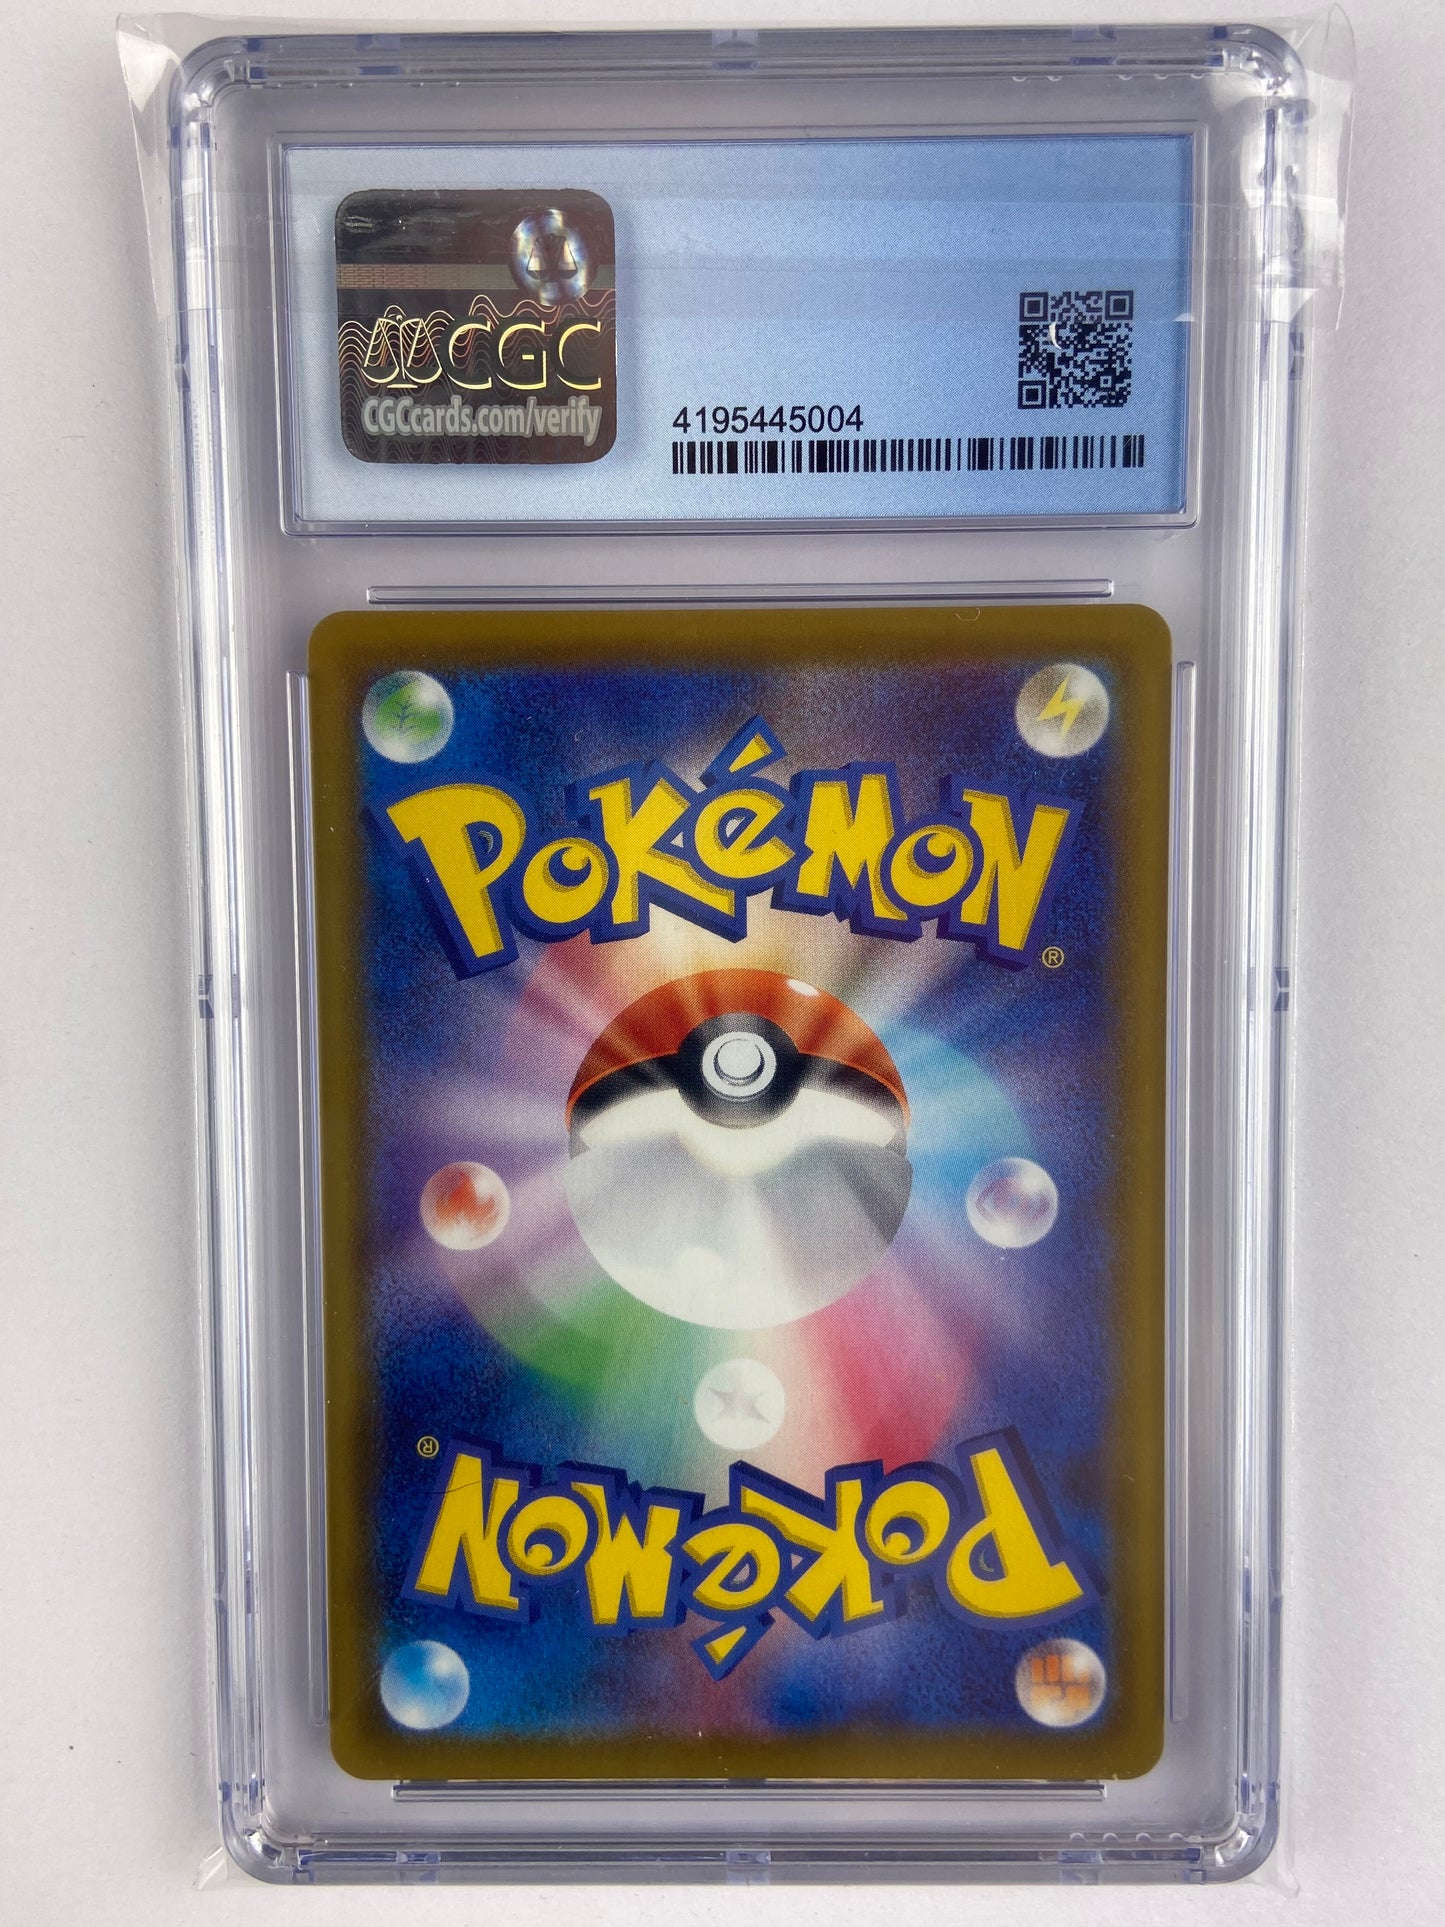 CGC
CGCcards.com/verify
4195445004
POKéMON
®
®
POKéMON